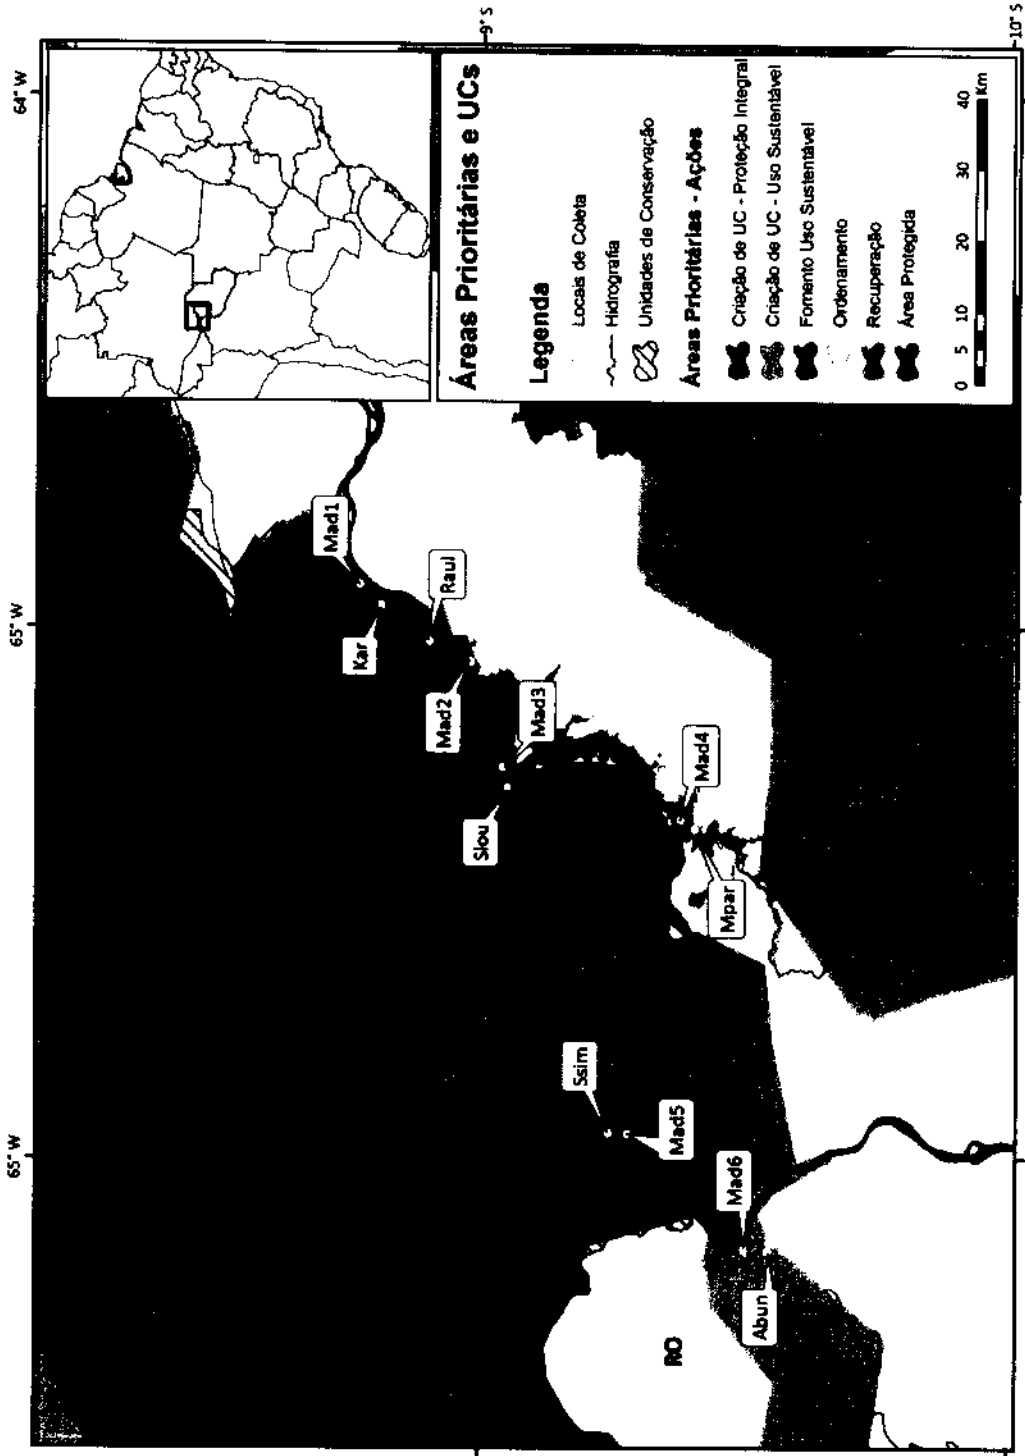 65° W
65° W
64° W
9° S
10° S
Mad1
Kar
Raul
Mad2
Mad3
Slou
Mad4
Mpar
Ssim
Mad5
Mad6
Abun
RO
Áreas Prioritárias e UCs
Legenda
Locais de Coleta
Hidrografia
Unidades de Conservação
Áreas Prioritárias - Ações
Criação de UC - Proteção Integral
Criação de UC - Uso Sustentável
Fomento Uso Sustentável
Ordenamento
Recuperação
Área Protegida
0 5 10 20 30 40
Km